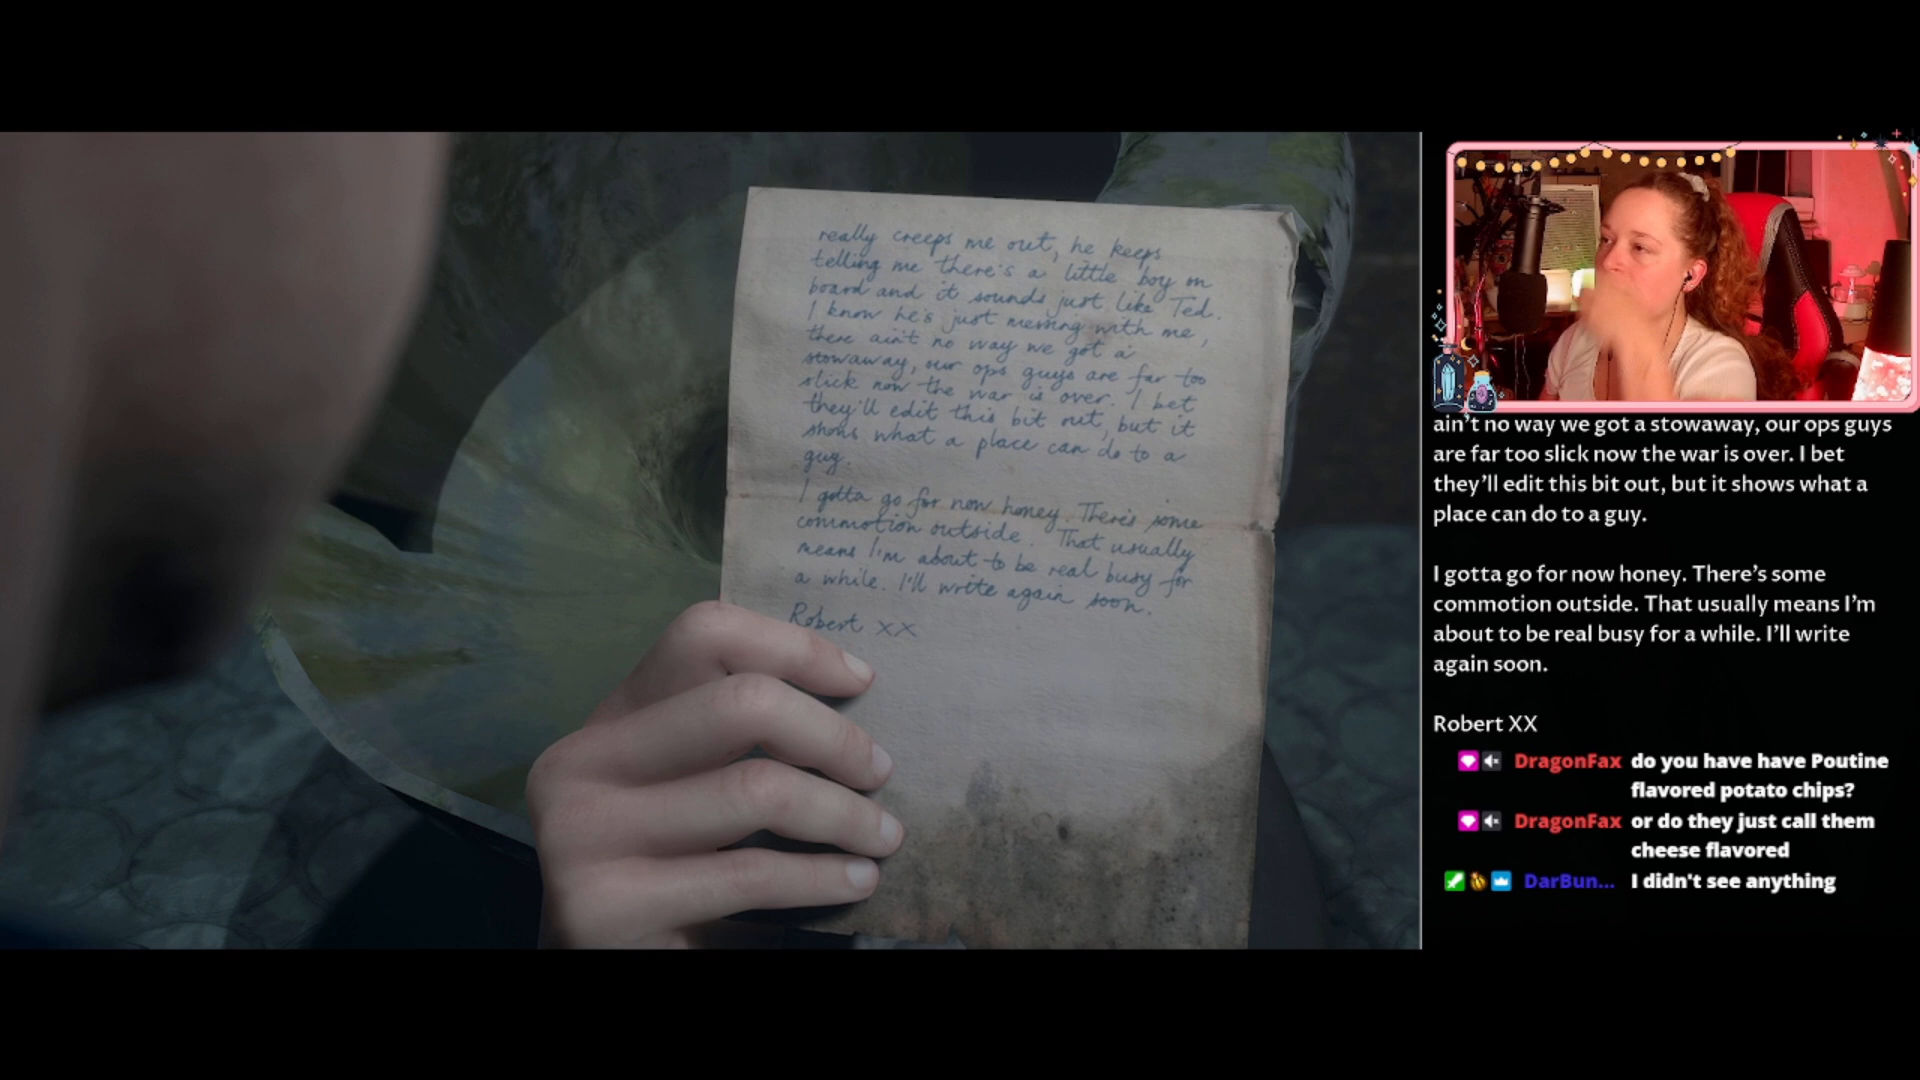 really creeps me out, he keeps
telling me there's a little boy on
board and it sounds just like Ted.
I know he's just messing with me,
there ain't no way we got a
stowaway, our ops guys are far too
slick now the war is over. I bet
they'll edit this bit out, but it
shows what a place can do to a
guy.
I gotta go for now honey. There's some
commotion outside. That usually
means I'm about to be real busy for
a while. I'll write again soon.
Robert XX
ain't no way we got a stowaway, our ops guys
are far too slick now the war is over. I bet
they'll edit this bit out, but it shows what a
place can do to a guy.
I gotta go for now honey. There's some
commotion outside. That usually means I'm
about to be real busy for a while. I'll write
again soon.
Robert XX
DragonFax do you have have Poutine
flavored potato chips?
DragonFax or do they just call them
cheese flavored
DarBun... I didn't see anything